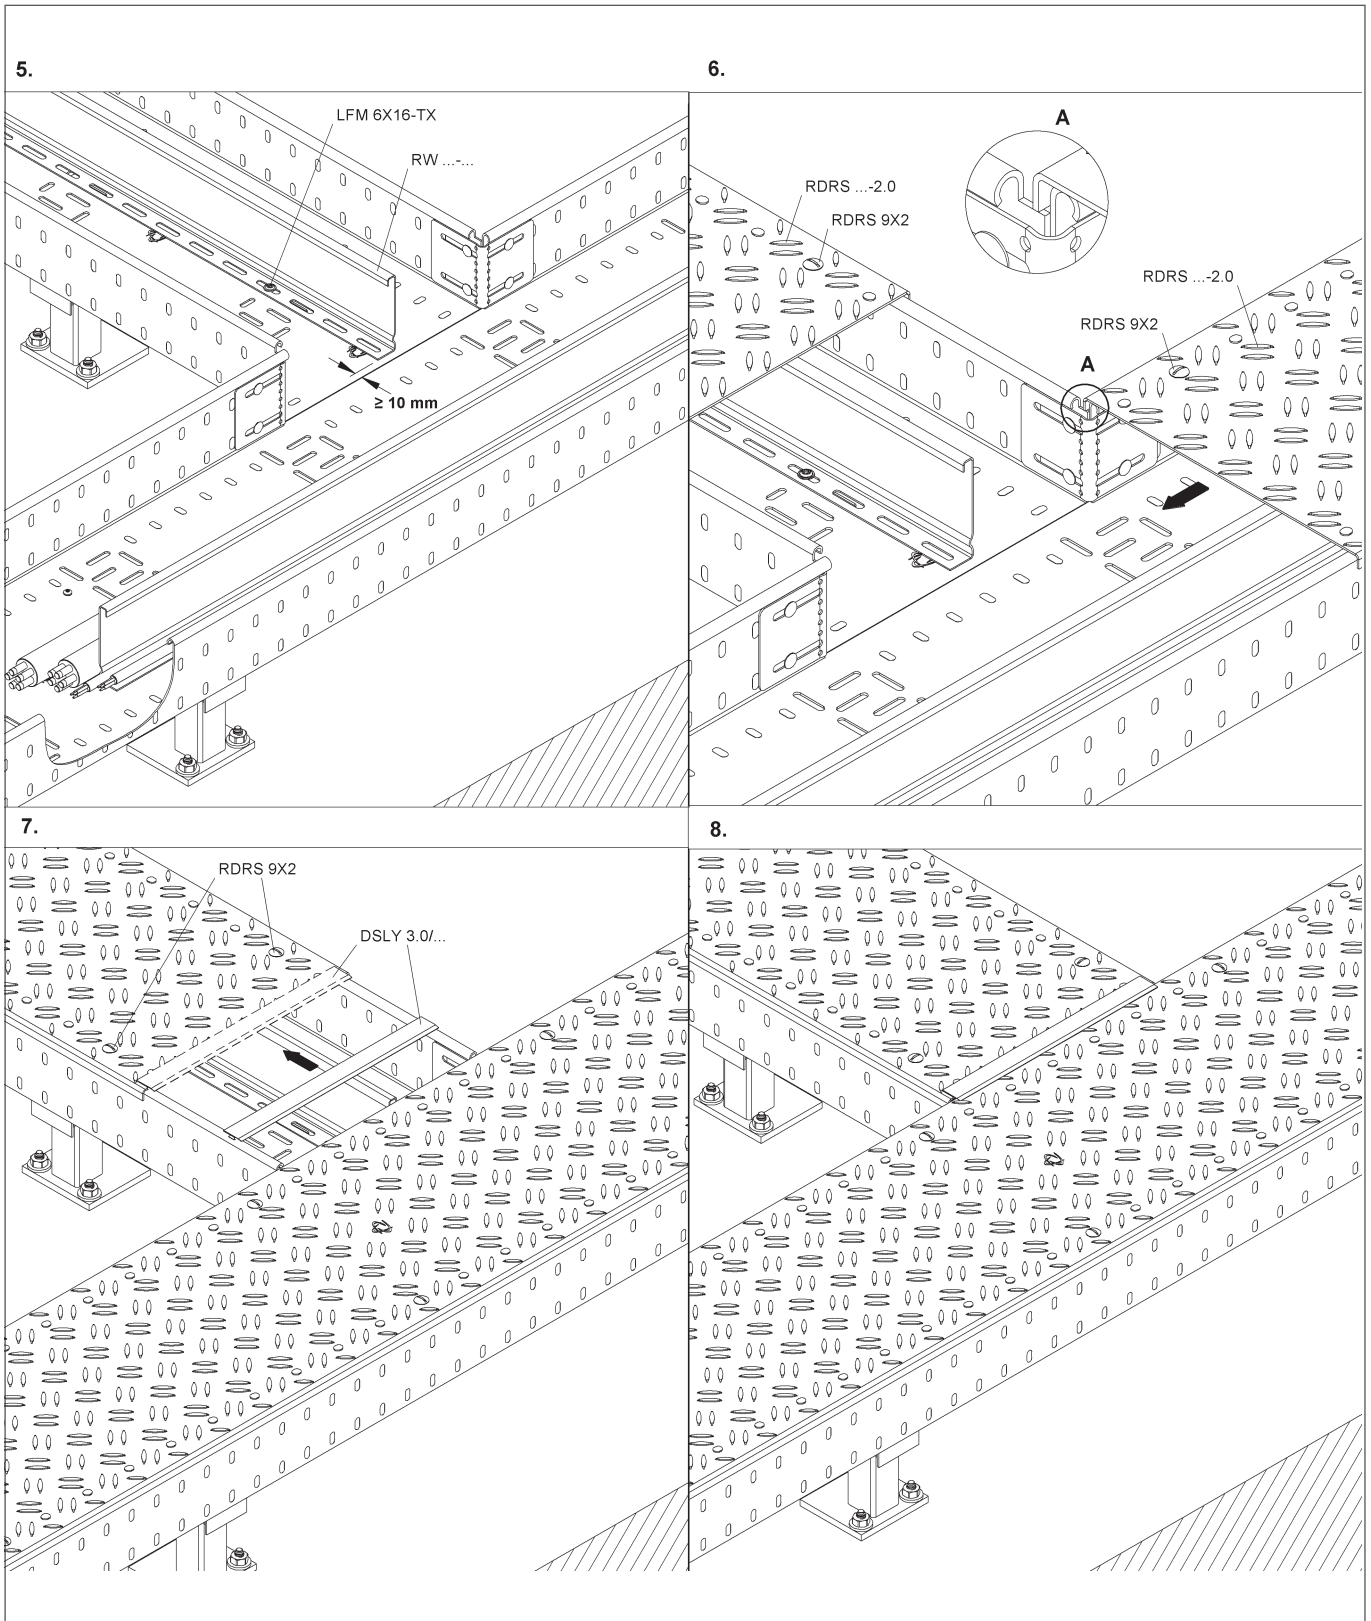 5.
LFM 6X16-TX
RW ...-...
≥ 10 mm
6.
A
RDRS ...-2.0
RDRS 9X2
RDRS ...-2.0
RDRS 9X2
A
7.
RDRS 9X2
DSLY 3.0/...
8.